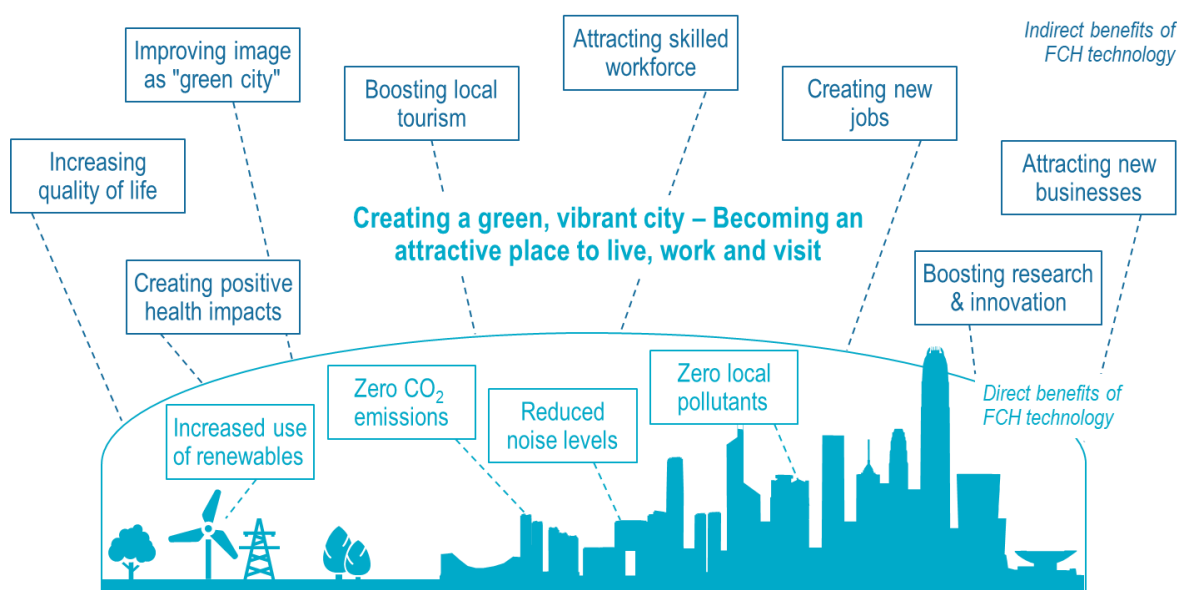 Indirect benefits of
FCH technology
Improving image
as "green city"
Attracting skilled
workforce
Boosting local
tourism
Creating new
jobs
Increasing
quality of life
Attracting new
businesses
Creating a green, vibrant city – Becoming an
attractive place to live, work and visit
Creating positive
health impacts
Boosting research
& innovation
Zero CO₂
emissions
Zero local
pollutants
Direct benefits of
FCH technology
Reduced
noise levels
Increased use
of renewables